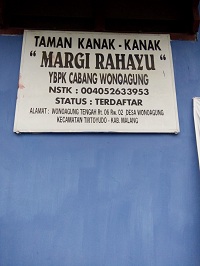 TAMAN KANAK - KANAK
“ MARGI RAHAYU “
YBPK CABANG WONOAGUNG
NSTK : 004052633953
STATUS : TERDAFTAR
ALAMAT : WONOAGUNG TENGAH Rt. 06 Rw. 02 DESA WONOAGUNG
KECAMATAN TIRTOYUDO - KAB. MALANG